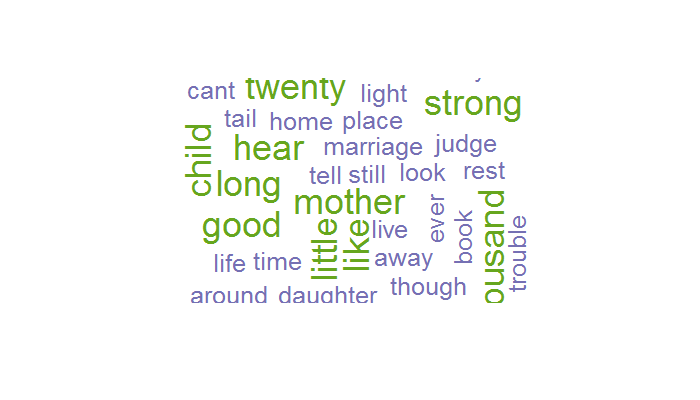 cant twenty light strong
tail home place
child hear marriage judge
long tell still look rest
mother
good little like live ever book ousand trouble
life time away
around daughter though